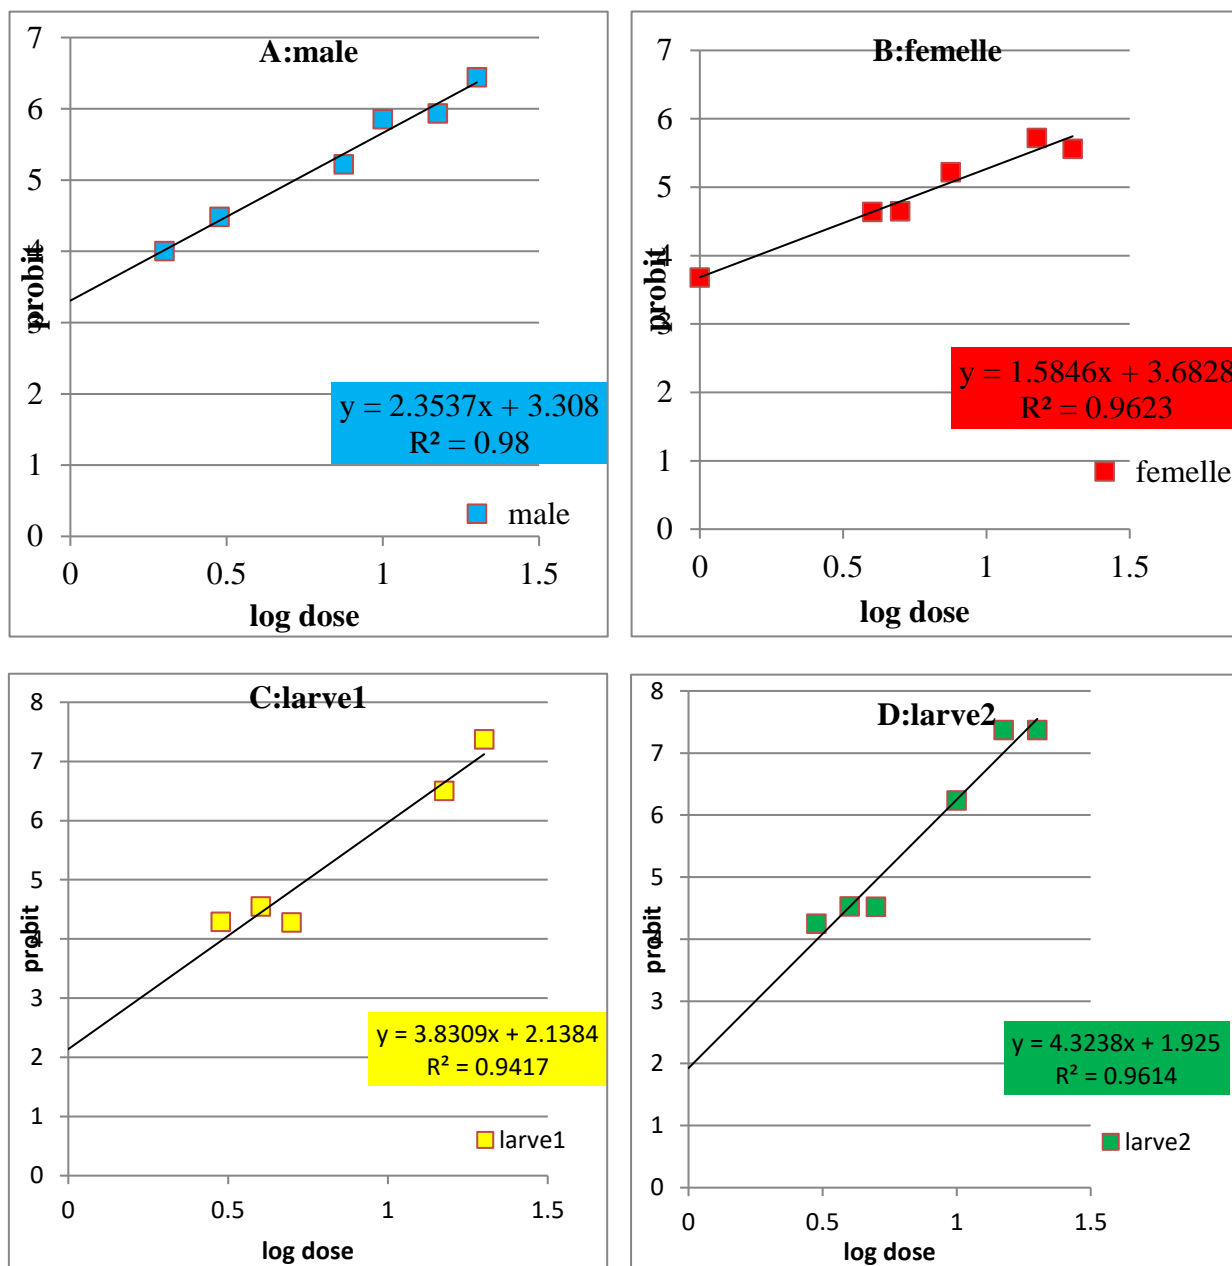 A:male
7
6
5
4
3
2
1
0
0 0.5 1 1.5
probit
log dose
y = 2.3537x + 3.308
R² = 0.98
male
B:femelle
7
6
5
4
3
2
1
0
0 0.5 1 1.5
probit
log dose
y = 1.5846x + 3.6828
R² = 0.9623
femelle
C:larve1
8
7
6
5
4
3
2
1
0
0 0.5 1 1.5
probit
log dose
y = 3.8309x + 2.1384
R² = 0.9417
larve1
D:larve2
8
7
6
5
4
3
2
1
0
0 0.5 1 1.5
probit
log dose
y = 4.3238x + 1.925
R² = 0.9614
larve2